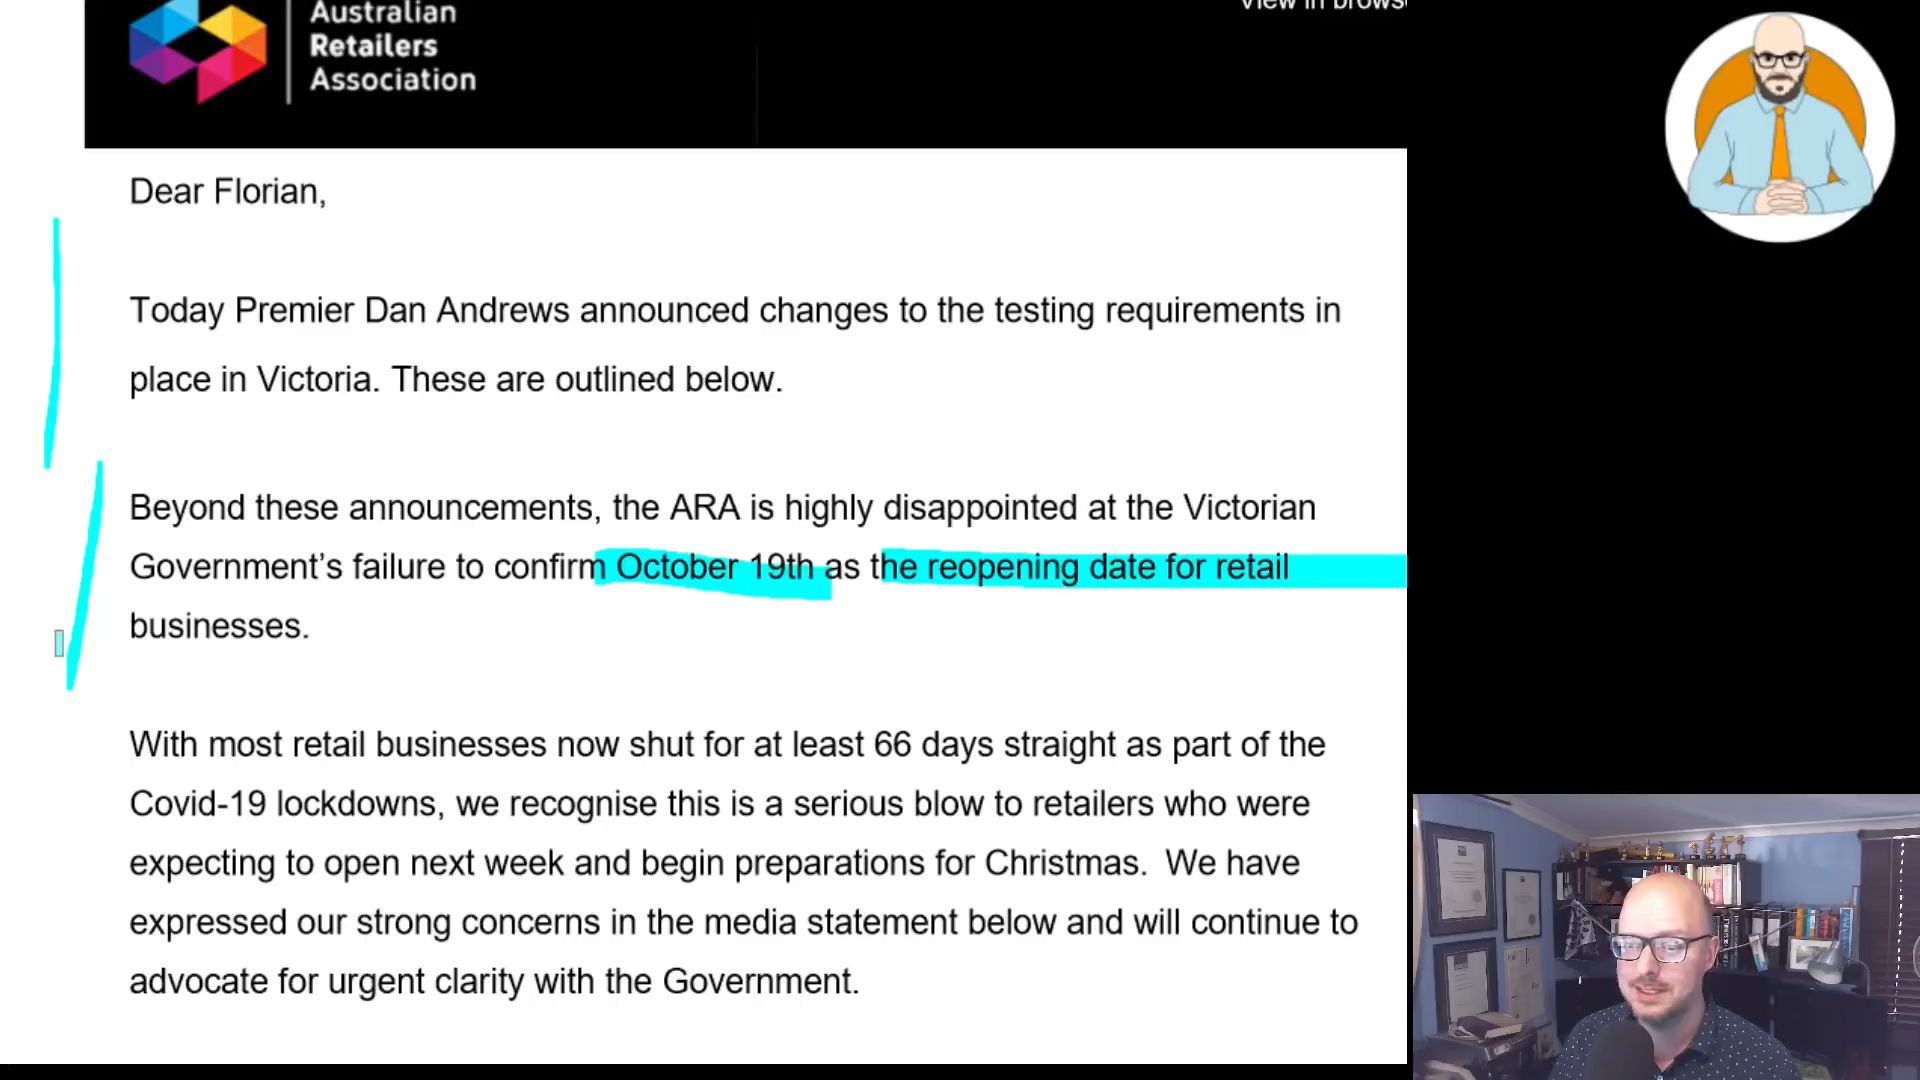 Australian
Retailers
Association
View in brows
Dear Florian,
Today Premier Dan Andrews announced changes to the testing requirements in
place in Victoria. These are outlined below.
Beyond these announcements, the ARA is highly disappointed at the Victorian
Government’s failure to confirm October 19th as the reopening date for retail
businesses.
With most retail businesses now shut for at least 66 days straight as part of the
Covid-19 lockdowns, we recognise this is a serious blow to retailers who were
expecting to open next week and begin preparations for Christmas.  We have
expressed our strong concerns in the media statement below and will continue to
advocate for urgent clarity with the Government.